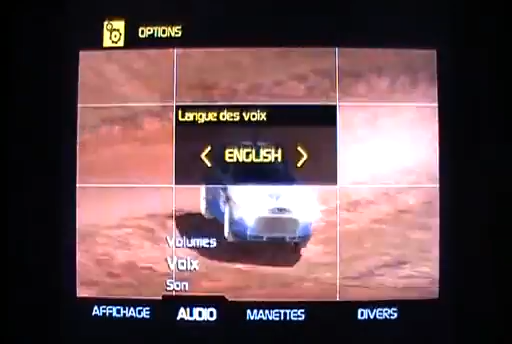 OPTIONS
Langue des voix
ENGLISH
Volumes
Voix
Son
AFFICHAGE AUDIO MANETTES DIVERS